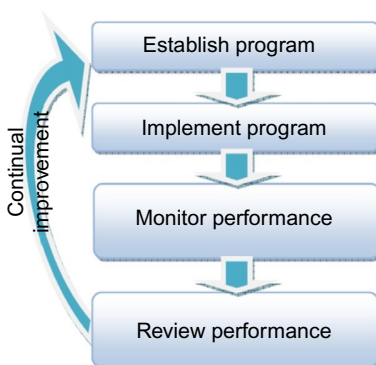 Establish program
Implement program
Continual
improvement
Monitor performance
Review performance